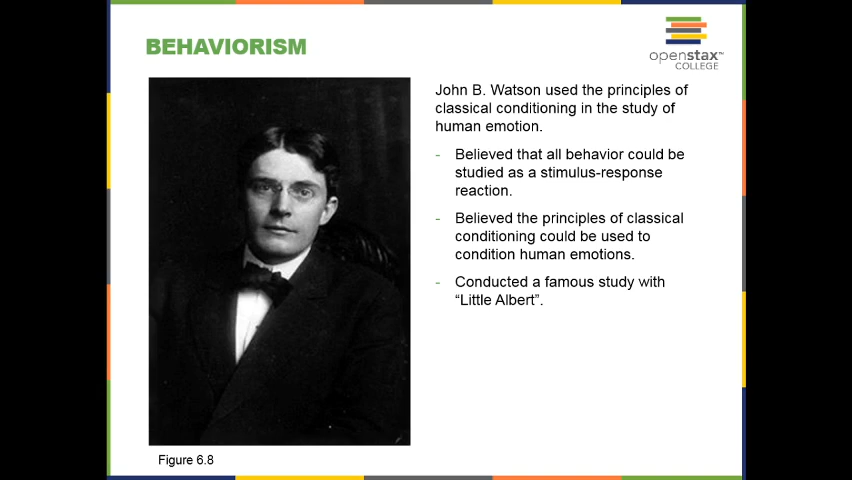 BEHAVIORISM
openstax™
COLLEGE
John B. Watson used the principles of
classical conditioning in the study of
human emotion.
- Believed that all behavior could be
studied as a stimulus-response
reaction.
- Believed the principles of classical
conditioning could be used to
condition human emotions.
- Conducted a famous study with
“Little Albert”.
Figure 6.8